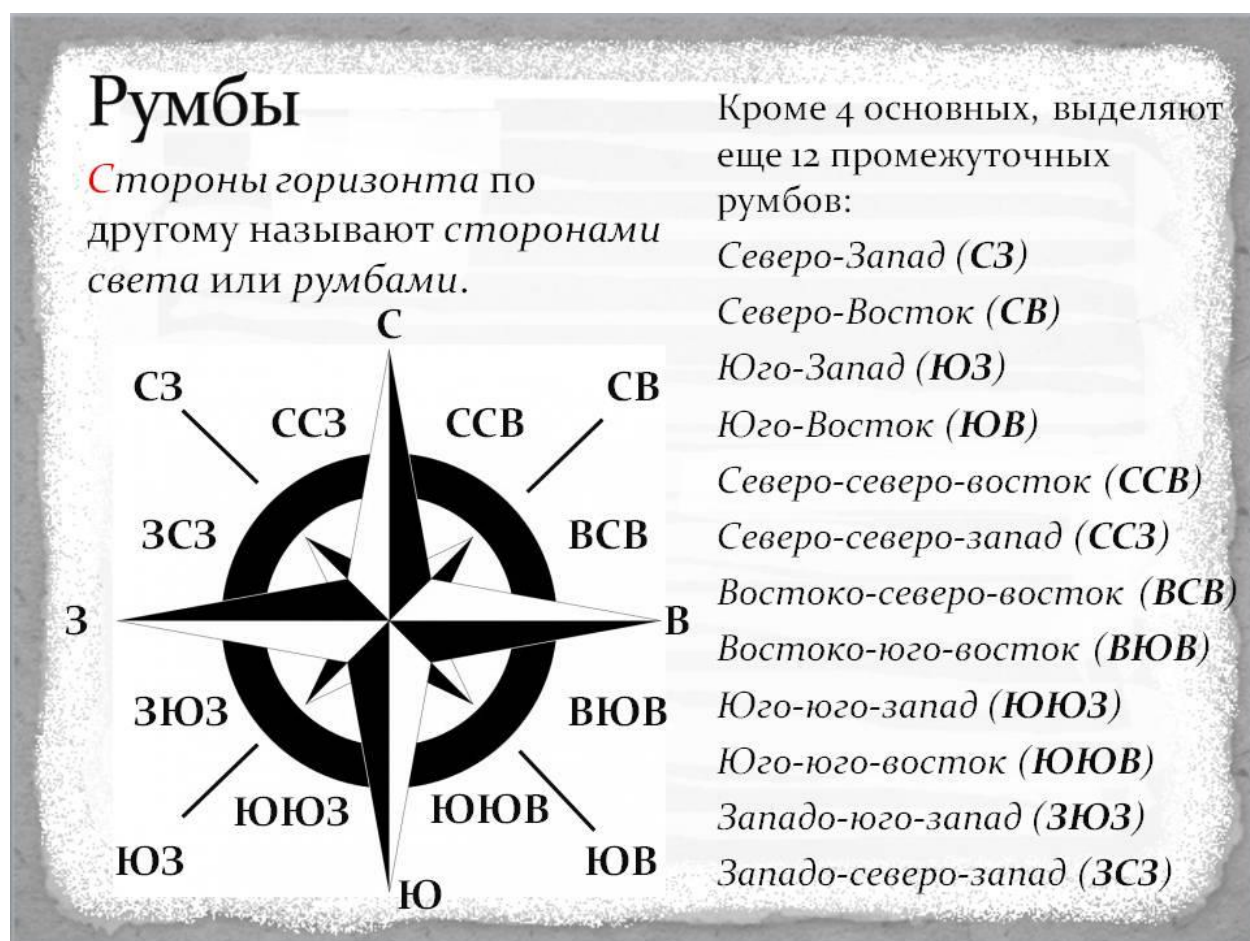 Румбы
Стороны горизонта по
другому называют сторонами
света или румбами.
С
СЗ
СВ
ССЗ
ССВ
ЗСЗ
ВСВ
З
В
ЗЮЗ
ВЮВ
ЮЮЗ
ЮЮВ
ЮЗ
ЮВ
Ю
Кроме 4 основных, выделяют
еще 12 промежуточных
румбов:
Северо-Запад (СЗ)
Северо-Восток (СВ)
Юго-Запад (ЮЗ)
Юго-Восток (ЮВ)
Северо-северо-восток (ССВ)
Северо-северо-запад (ССЗ)
Востоко-северо-восток (ВСВ)
Востоко-юго-восток (ВЮВ)
Юго-юго-запад (ЮЮЗ)
Юго-юго-восток (ЮЮВ)
Западо-юго-запад (ЗЮЗ)
Западо-северо-запад (ЗСЗ)